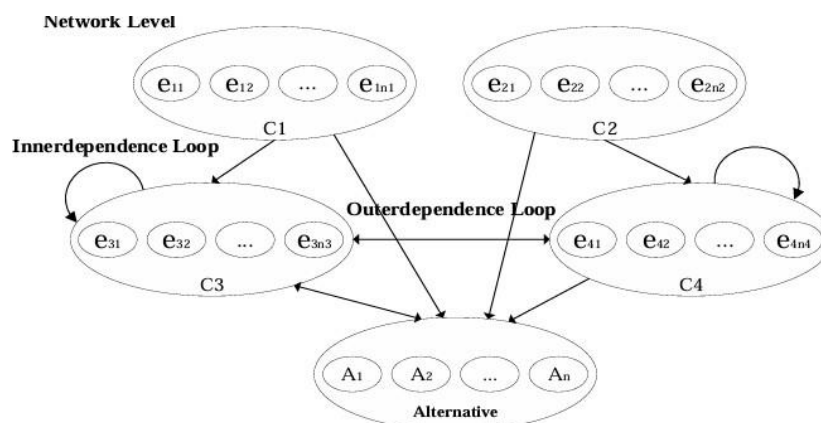 Network Level
e11 e12 ... e1n1
C1
e21 e22 ... e2n2
C2
Innerdependence Loop
Outerdependence Loop
e31 e32 ... e3n3
C3
e41 e42 ... e4n4
C4
A1 A2 ... An
Alternative